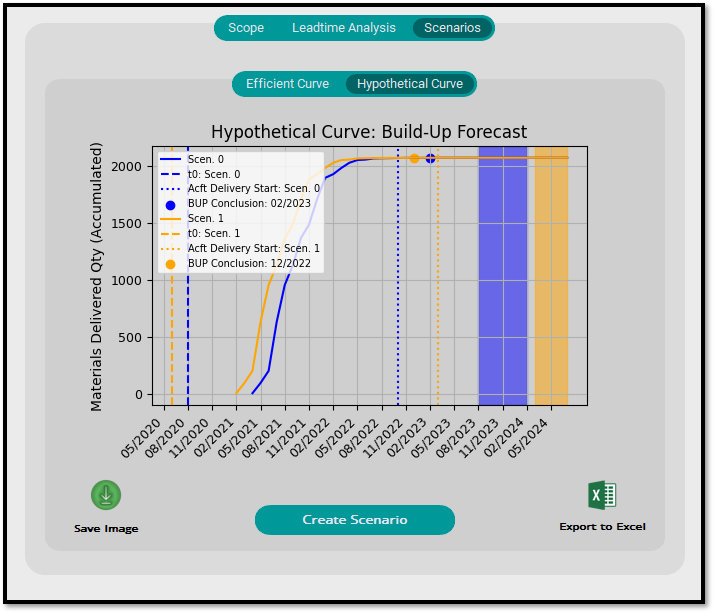 Scope Leadtime Analysis Scenarios
Efficient Curve Hypothetical Curve
Hypothetical Curve: Build-Up Forecast
Materials Delivered Qty (Accumulated)
2000
1500
1000
500
0
Scen. 0
t0: Scen. 0
Acft Delivery Start: Scen. 0
BUP Conclusion: 02/2023
Scen. 1
t0: Scen. 1
Acft Delivery Start: Scen. 1
BUP Conclusion: 12/2022
05/2020 08/2020 11/2020 02/2021 05/2021 08/2021 11/2021 02/2022 05/2022 08/2022 11/2022 02/2023 05/2023 08/2023 11/2023 02/2024 05/2024
Save Image
Create Scenario
Export to Excel